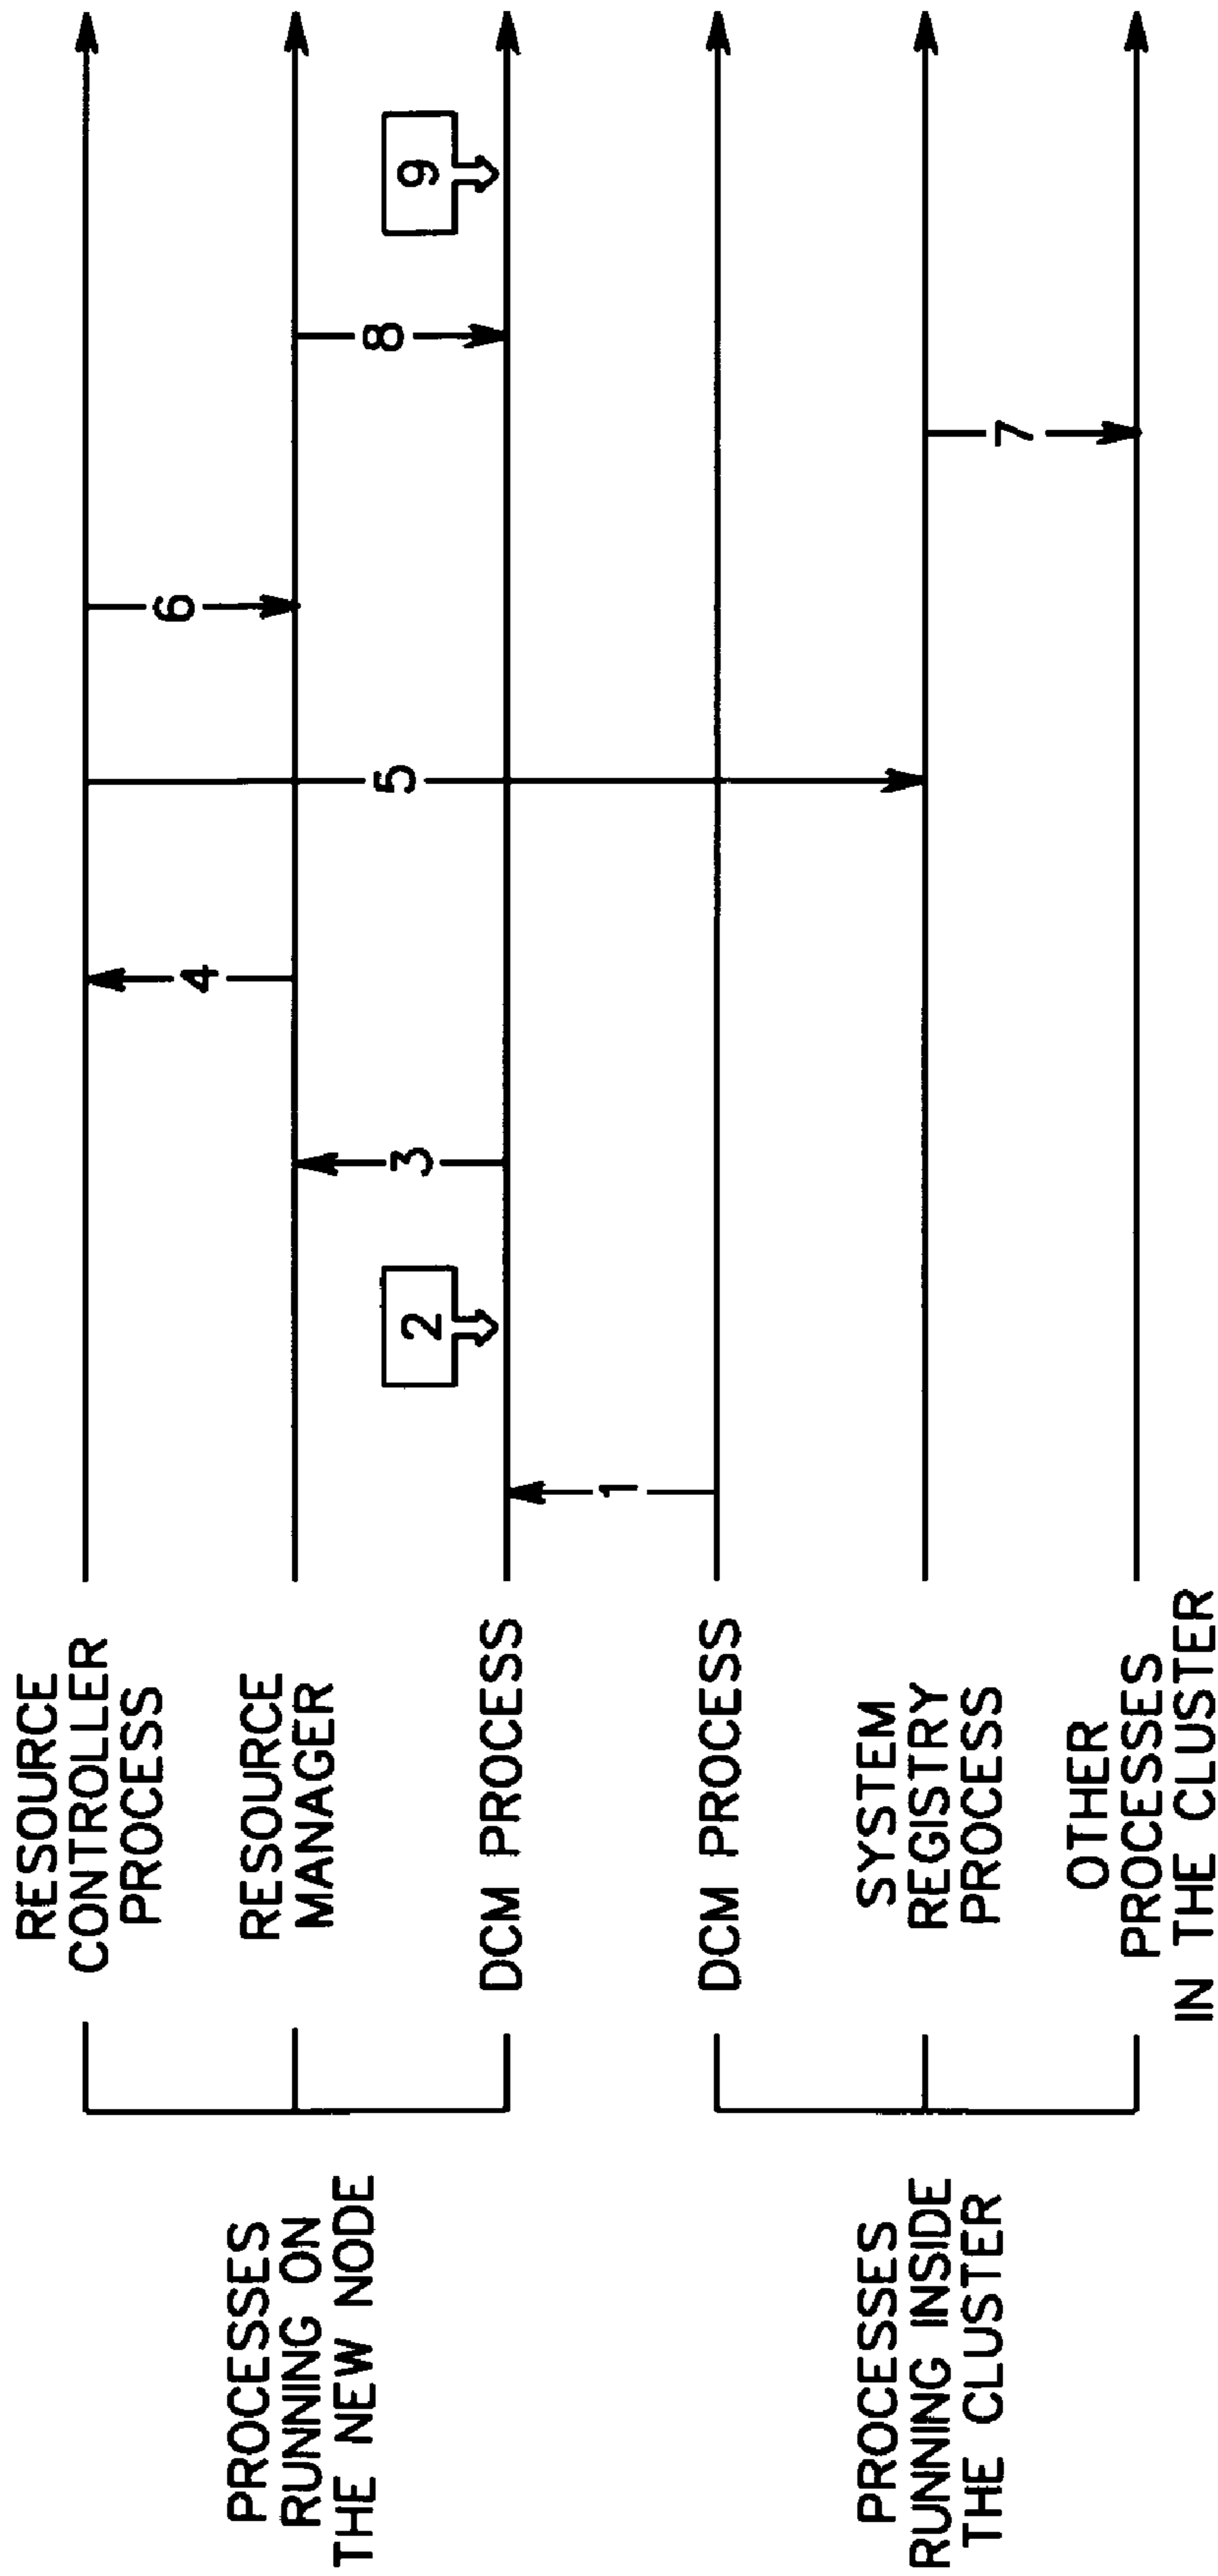 PROCESSES
RUNNING ON
THE NEW NODE
RESOURCE
CONTROLLER
PROCESS
RESOURCE
MANAGER
DCM PROCESS
PROCESSES
RUNNING INSIDE
THE CLUSTER
DCM PROCESS
SYSTEM
REGISTRY
PROCESS
OTHER
PROCESSES
IN THE CLUSTER
1
2
3
4
5
6
7
8
9